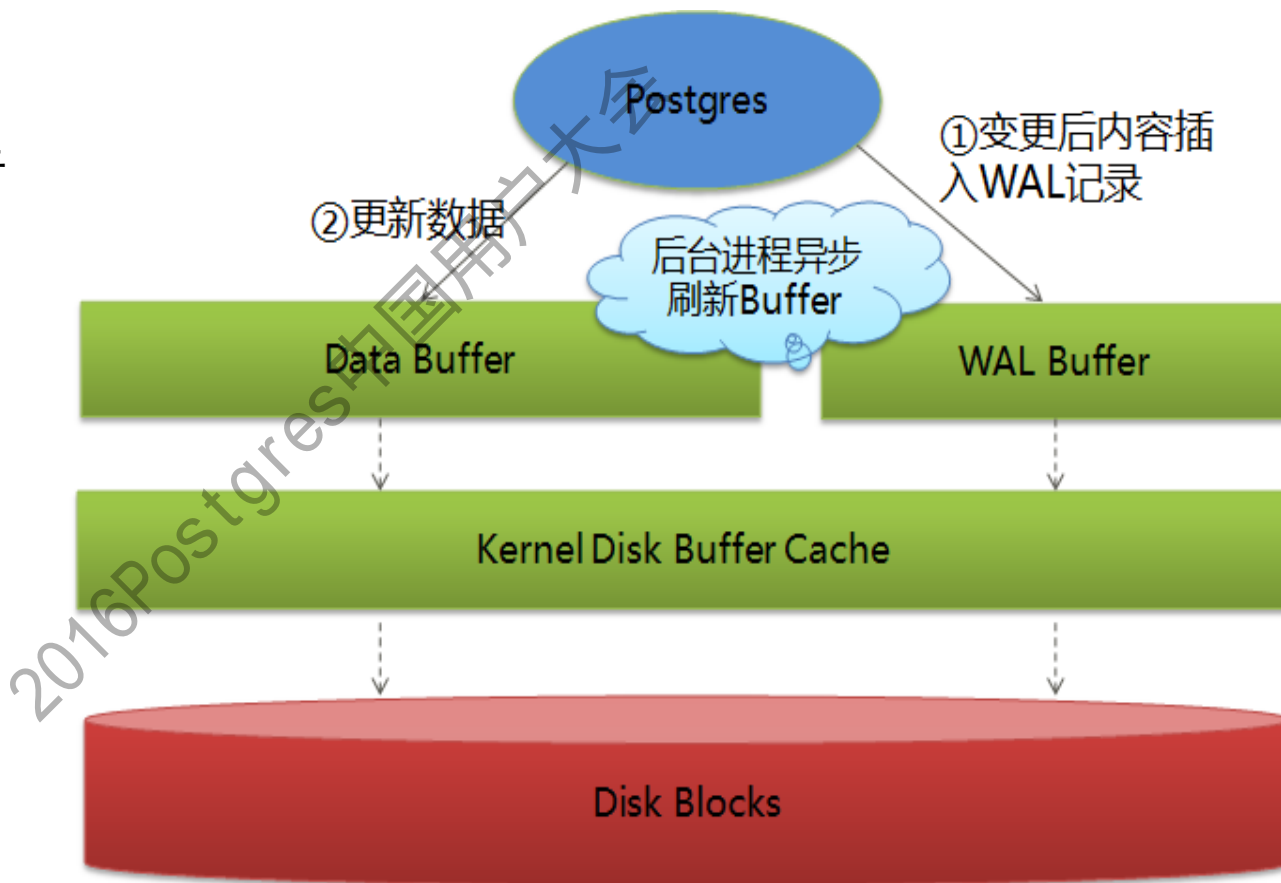 Postgres
①变更后内容插
入WAL记录
②更新数据
后台进程异步
刷新Buffer
Data Buffer
WAL Buffer
Kernel Disk Buffer Cache
Disk Blocks
2016Postgres中国用户大会